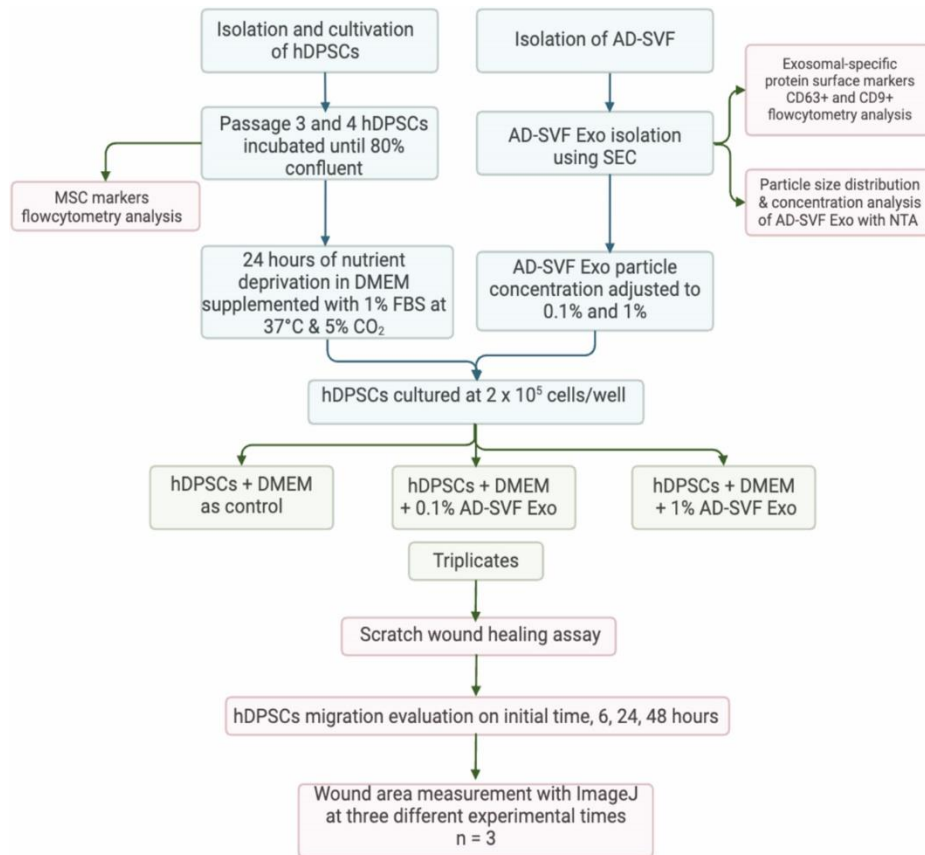 Isolation and cultivation
of hDPSCs
Isolation of AD-SVF
Exosomal-specific
protein surface markers
CD63+ and CD9+
flowcytometry analysis
Passage 3 and 4 hDPSCs
incubated until 80%
confluent
AD-SVF Exo isolation
using SEC
MSC markers
flowcytometry analysis
Particle size distribution
& concentration analysis
of AD-SVF Exo with NTA
24 hours of nutrient
deprivation in DMEM
supplemented with 1% FBS at
37°C & 5% CO₂
AD-SVF Exo particle
concentration adjusted to
0.1% and 1%
hDPSCs cultured at 2 x 10⁵ cells/well
hDPSCs + DMEM
as control
hDPSCs + DMEM
+ 0.1% AD-SVF Exo
hDPSCs + DMEM
+ 1% AD-SVF Exo
Triplicates
Scratch wound healing assay
hDPSCs migration evaluation on initial time, 6, 24, 48 hours
Wound area measurement with ImageJ
at three different experimental times
n = 3